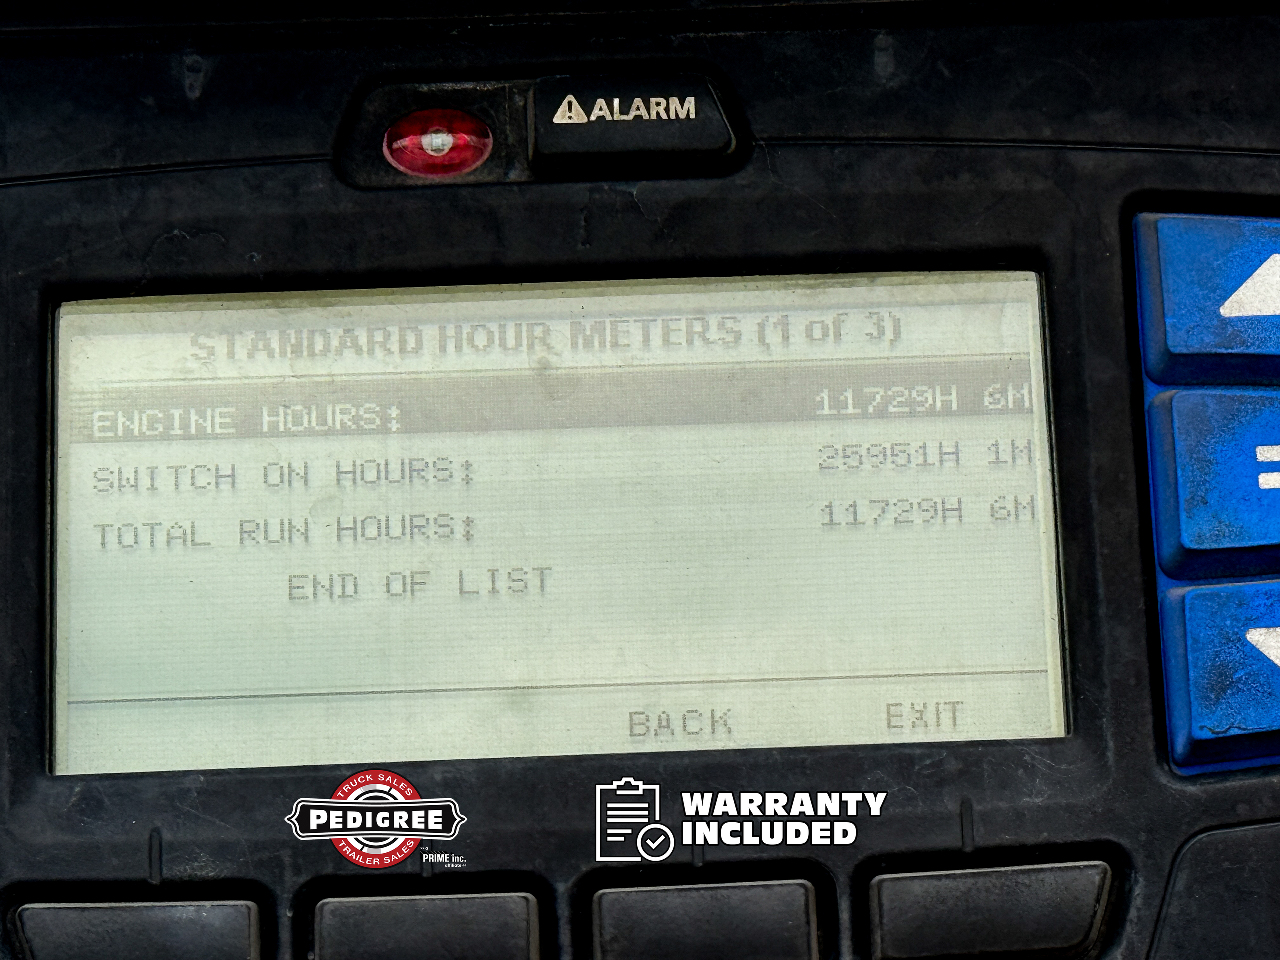 ALARM
STANDARD HOUR METERS (1 of 3)
ENGINE HOURS: 11729H 6M
SWITCH ON HOURS: 25951H 1M
TOTAL RUN HOURS: 11729H 6M
END OF LIST
BACK EXIT
TRUCK SALES
PEDIGREE
TRAILER SALES
PRIME inc.
WARRANTY
INCLUDED